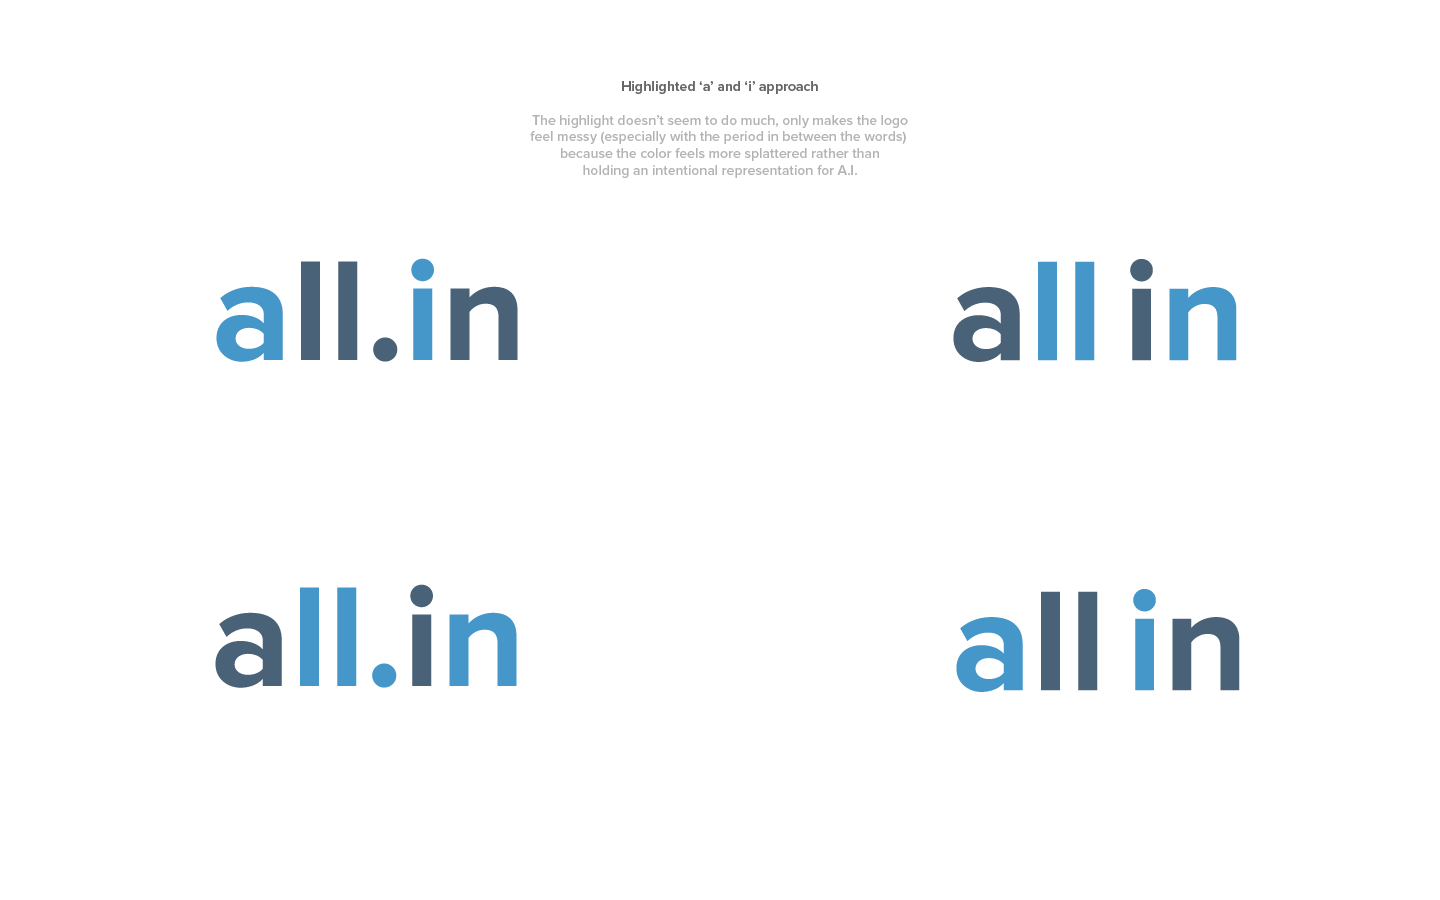 Highlighted ‘a’ and ‘i’ approach
The highlight doesn’t seem to do much, only makes the logo
feel messy (especially with the period in between the words)
because the color feels more splattered rather than
holding an intentional representation for A.I.
all.in
all in
all.in
all in